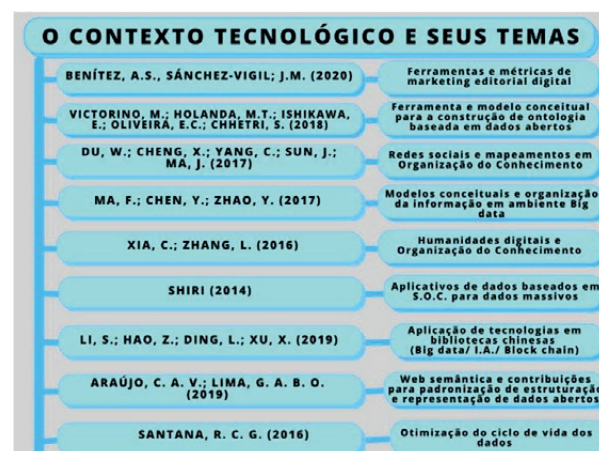 O CONTEXTO TECNOLÓGICO E SEUS TEMAS
BENÍTEZ, A.S., SÁNCHEZ-VIGIL; J.M. (2020)
Ferramentas e métricas de
marketing editorial digital
VICTORINO, M.; HOLANDA, M.T.; ISHIKAWA,
E.; OLIVEIRA, E.C.; CHHETRI, S. (2018)
Ferramenta e modelo conceitual
para a construção de ontologia
baseada em dados abertos
DU, W.; CHENG, X.; YANG, C.; SUN, J.;
MA, J. (2017)
Redes sociais e mapeamentos em
Organização do Conhecimento
MA, F.; CHEN, Y.; ZHAO, Y. (2017)
Modelos conceituais e organização
da informação em ambiente Big
data
XIA, C.; ZHANG, L. (2016)
Humanidades digitais e
Organização do Conhecimento
SHIRI (2014)
Aplicativos de dados baseados em
S.O.C. para dados massivos
LI, S.; HAO, Z.; DING, L.; XU, X. (2019)
Aplicação de tecnologias em
bibliotecas chinesas
(Big data/ I.A./ Block chain)
ARAÚJO, C. A. V.; LIMA, G. A. B. O.
(2019)
Web semântica e contribuições
para padronização de estruturação
e representação de dados abertos
SANTANA, R. C. G. (2016)
Otimização do ciclo de vida dos
dados